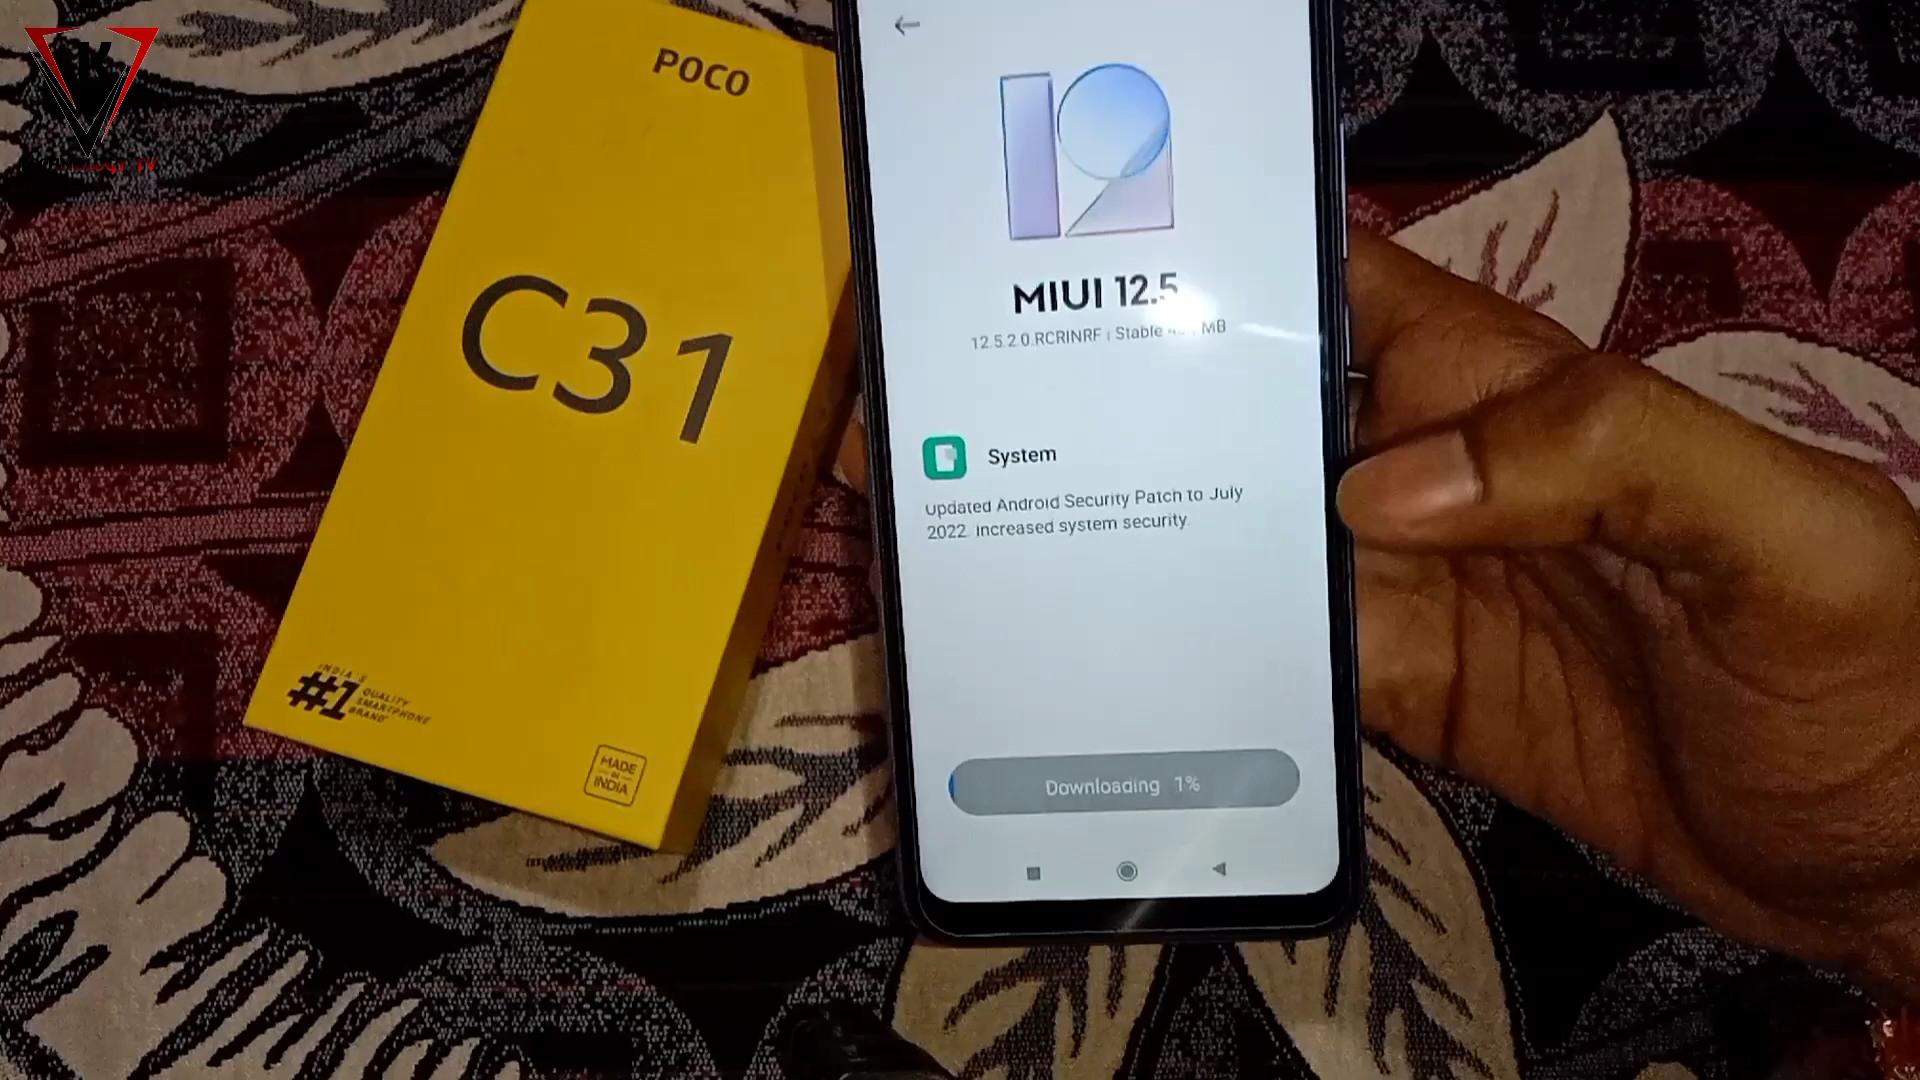 POCO
C31
INDIA'S
#1 QUALITY
SMARTPHONE
BRAND
MADE
IN
INDIA
MIUI 12.5
12.5.2.0.RCRINRF | Stable MB
System
Updated Android Security Patch to July
2022. Increased system security.
Downloading 1%
TV